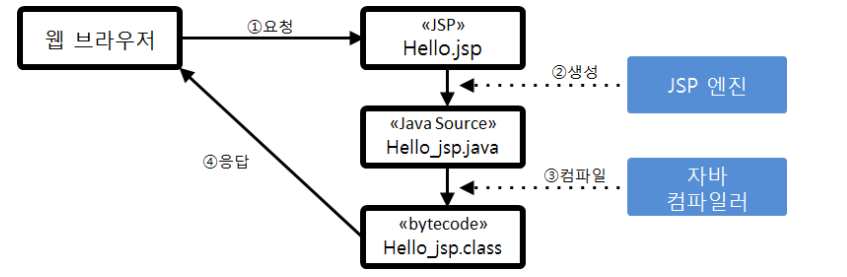 웹 브라우저
①요청
«JSP»
Hello.jsp
②생성
JSP 엔진
«Java Source»
Hello_jsp.java
④응답
③컴파일
자바
컴파일러
«bytecode»
Hello_jsp.class